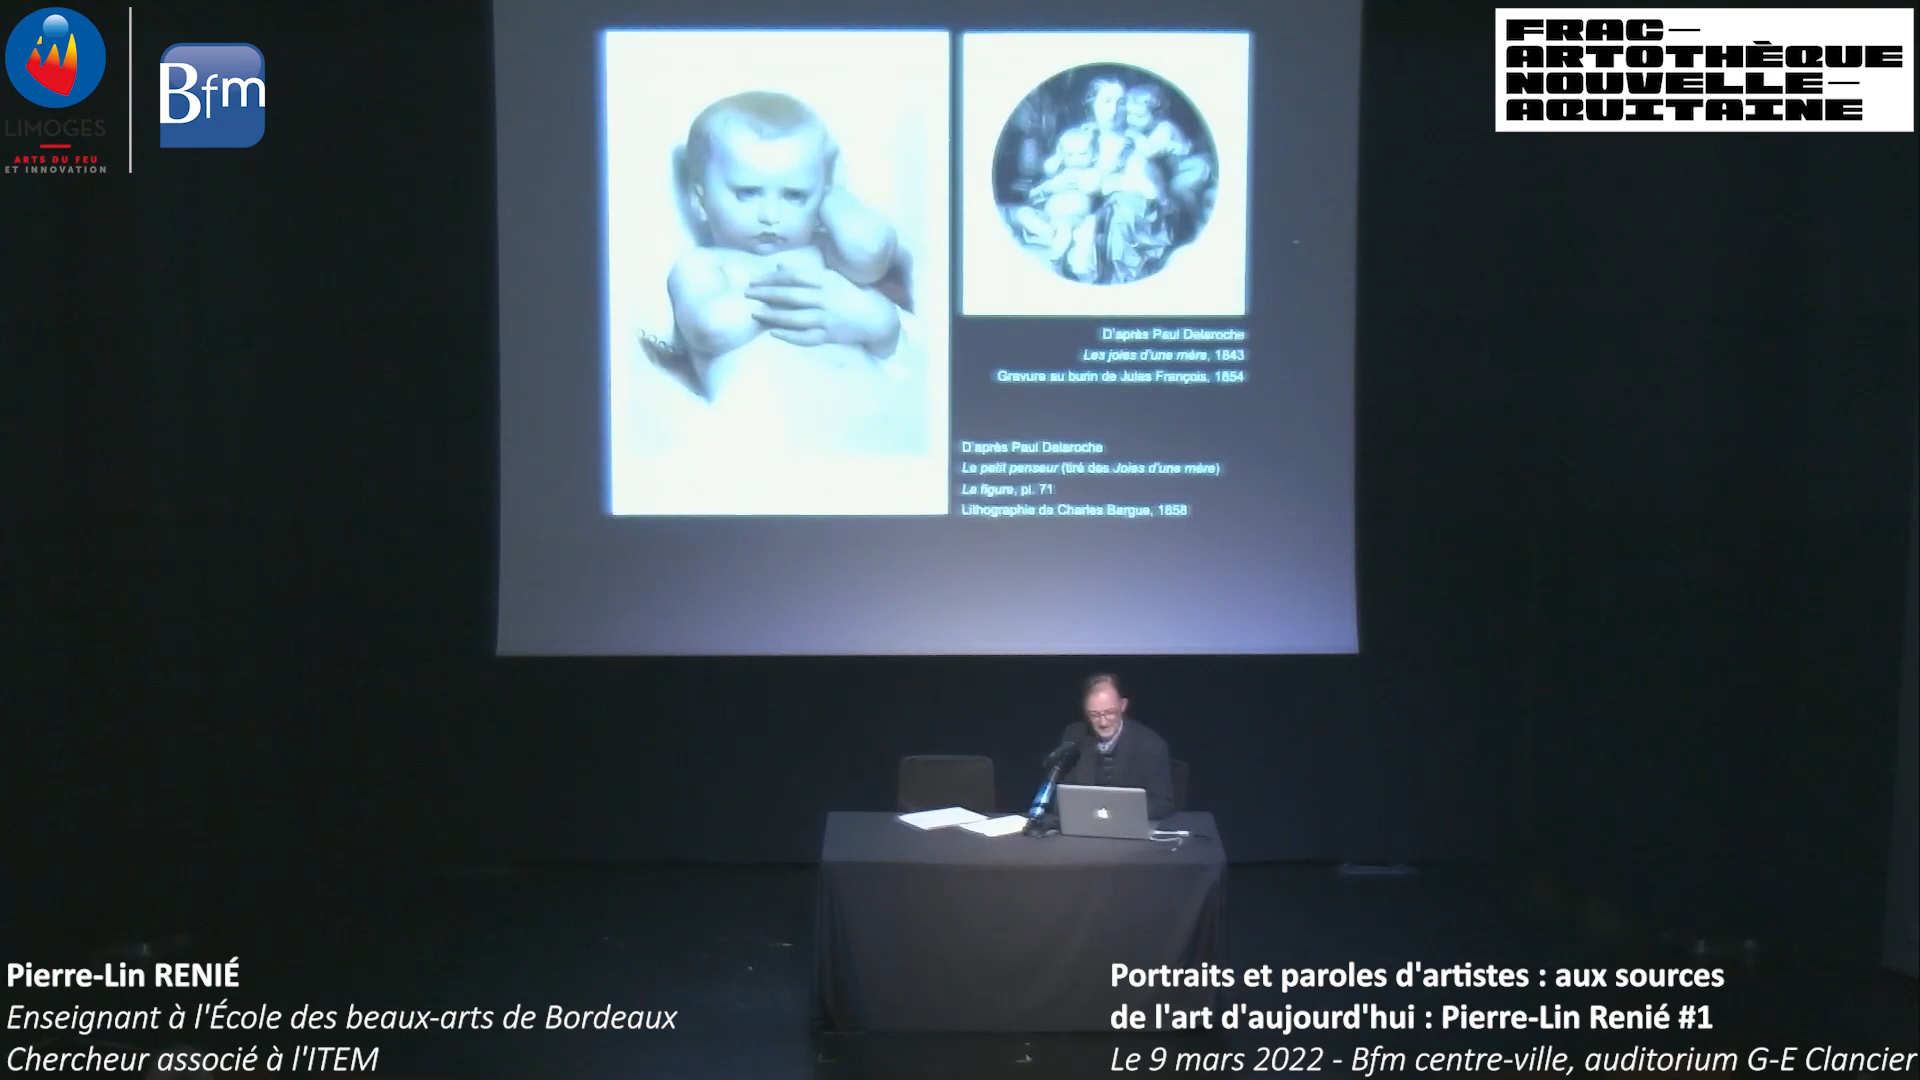 LIMOGES
ARTS DU FEU
ET INNOVATION
Bfm
FRAC–
ARTOTHÈQUE
NOUVELLE–
AQUITAINE
D'après Paul Delaroche
Les joies d'une mère, 1843
Gravure au burin de Jules François, 1854
D'après Paul Delaroche
Le petit penseur (tiré des Joies d'une mère)
La figure, pl. 71
Lithographie de Charles Bargue, 1858
Pierre-Lin RENIÉ
Enseignant à l'École des beaux-arts de Bordeaux
Chercheur associé à l'ITEM
Portraits et paroles d'artistes : aux sources
de l'art d'aujourd'hui : Pierre-Lin Renié #1
Le 9 mars 2022 - Bfm centre-ville, auditorium G-E Clancier